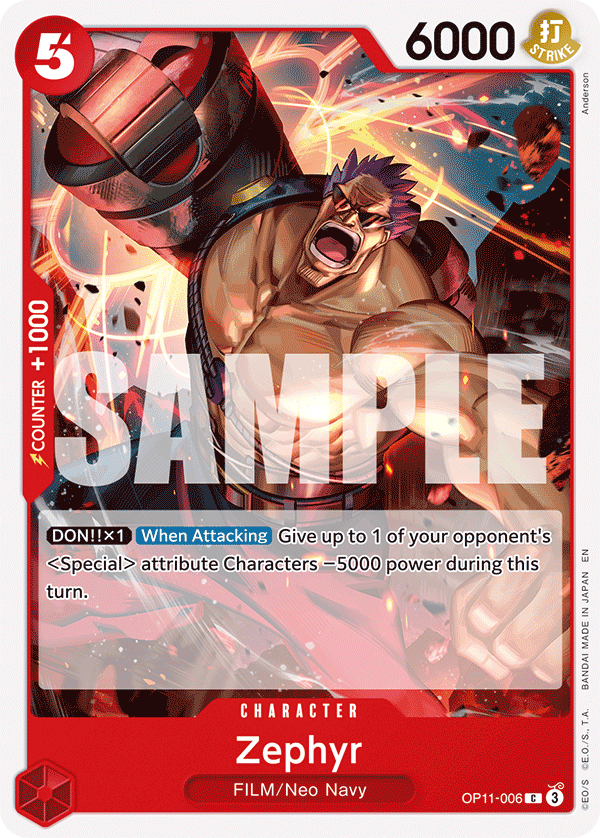 5
6000
打
STRIKE
Anderson
COUNTER +1000
SAMPLE
DON!!×1 When Attacking Give up to 1 of your opponent's
<Special> attribute Characters −5000 power during this
turn.
CHARACTER
Zephyr
FILM/Neo Navy
OP11-006 C 3
©E.O/S ©E.O./S., T.A. BANDAI MADE IN JAPAN EN